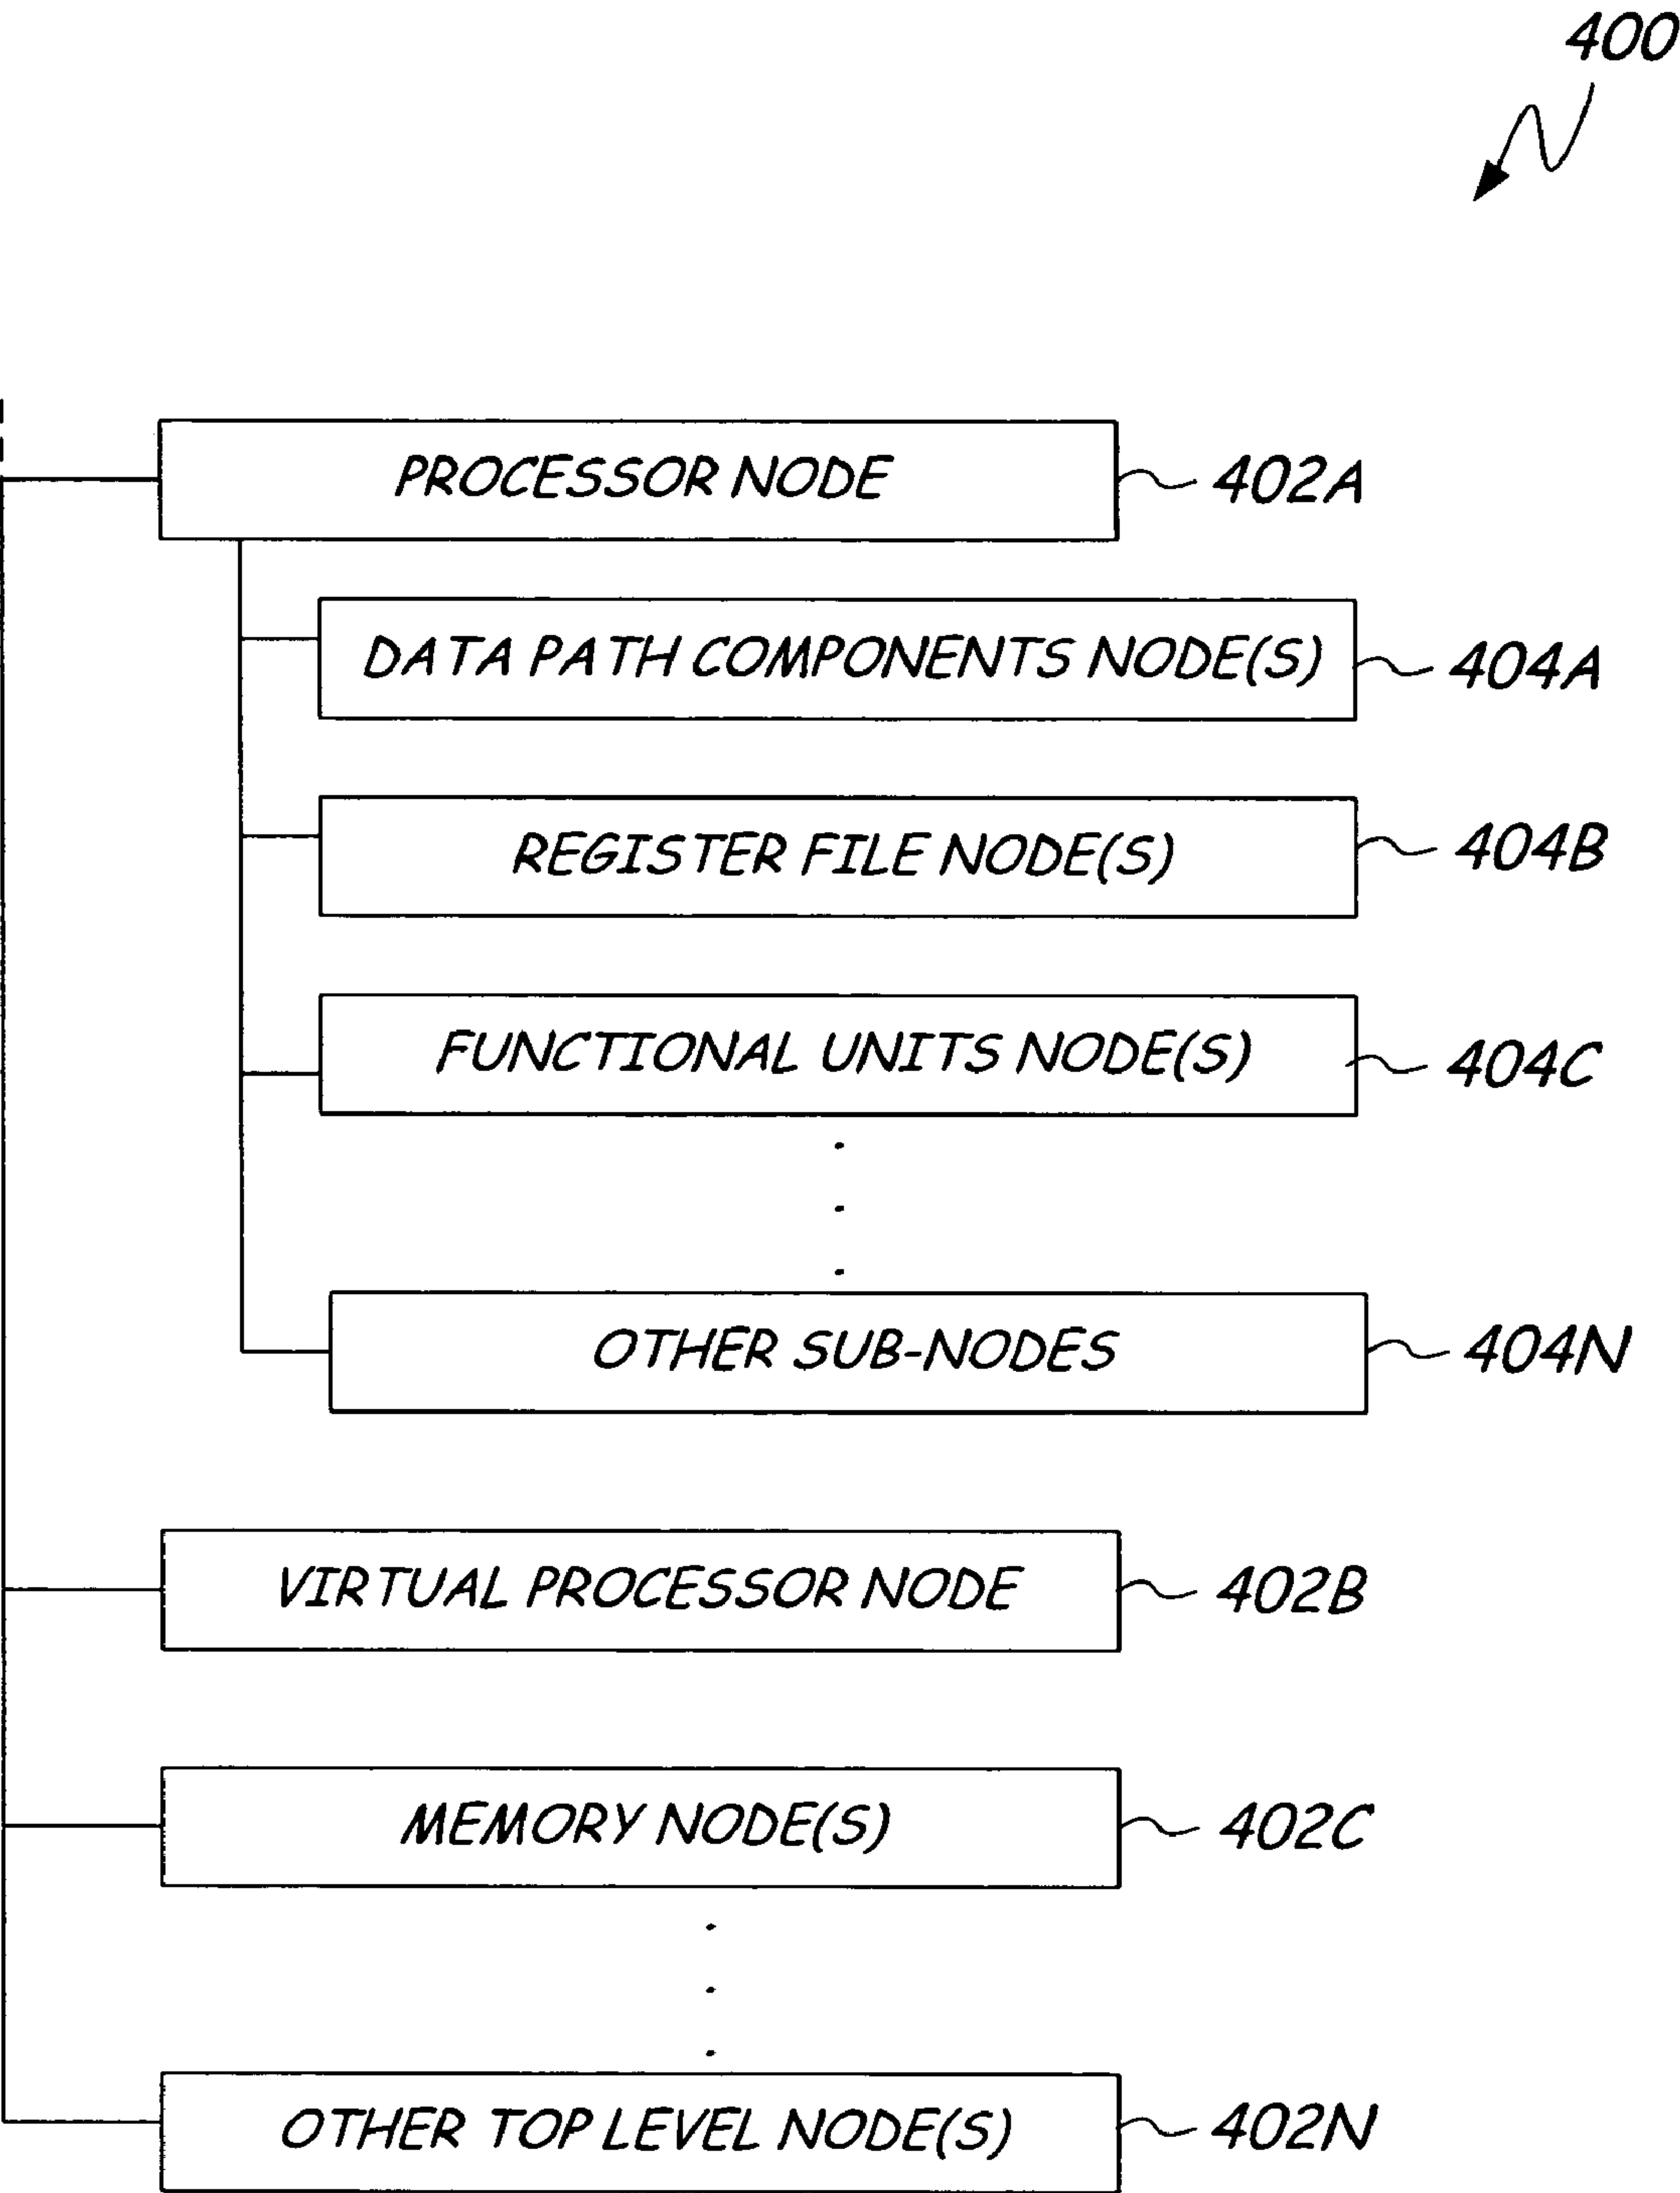 400
PROCESSOR NODE 402A
DATA PATH COMPONENTS NODE(S) 404A
REGISTER FILE NODE(S) 404B
FUNCTIONAL UNITS NODE(S) 404C
OTHER SUB-NODES 404N
VIRTUAL PROCESSOR NODE 402B
MEMORY NODE(S) 402C
OTHER TOP LEVEL NODE(S) 402N